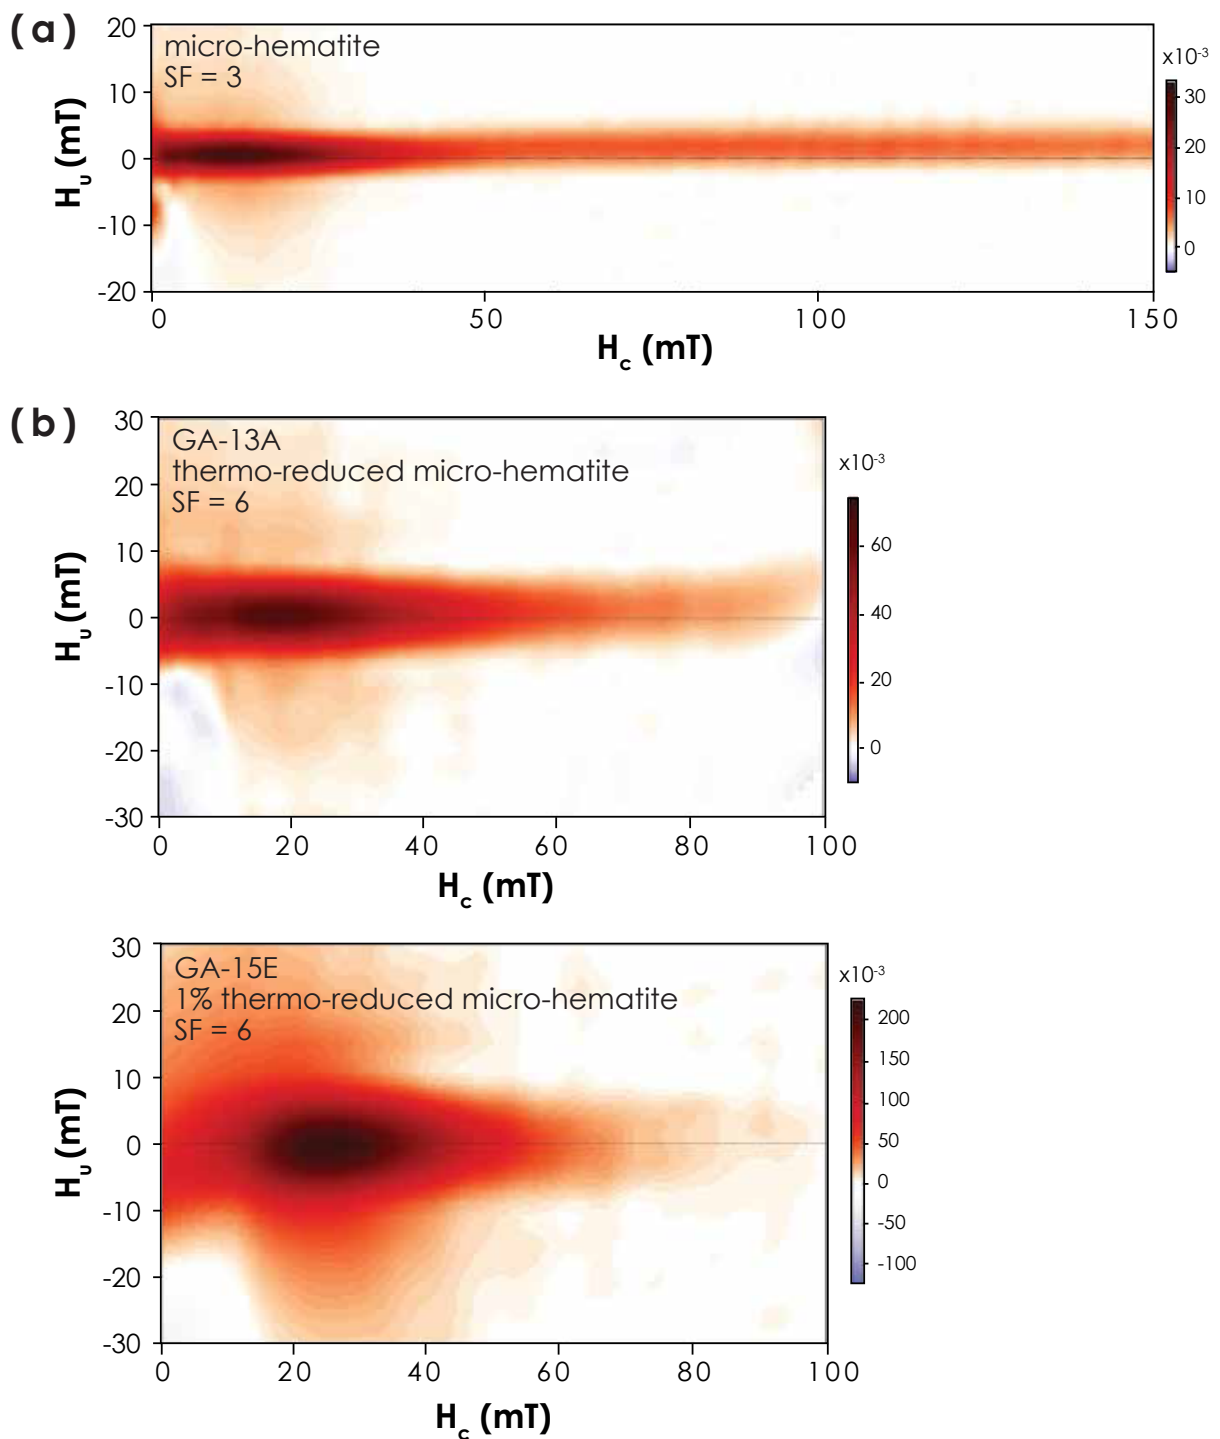 (a)
micro-hematite
SF = 3
20
10
0
-10
-20
Hᵤ (mT)
0 50 100 150
H꜀ (mT)
x10⁻³
30
20
10
0
(b)
GA-13A
thermo-reduced micro-hematite
SF = 6
30
20
10
0
-10
-20
-30
Hᵤ (mT)
0 20 40 60 80 100
H꜀ (mT)
x10⁻³
60
40
20
0
GA-15E
1% thermo-reduced micro-hematite
SF = 6
30
20
10
0
-10
-20
-30
Hᵤ (mT)
0 20 40 60 80 100
H꜀ (mT)
x10⁻³
200
150
100
50
0
-50
-100